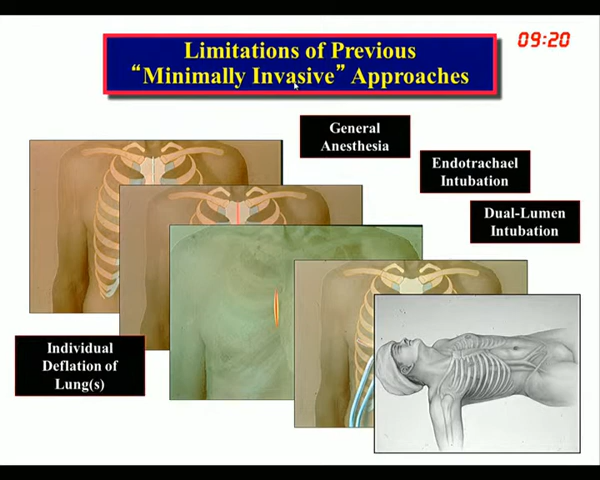 09:20
Limitations of Previous
“Minimally Invasive” Approaches
General
Anesthesia
Endotrachael
Intubation
Dual-Lumen
Intubation
Individual
Deflation of
Lung(s)